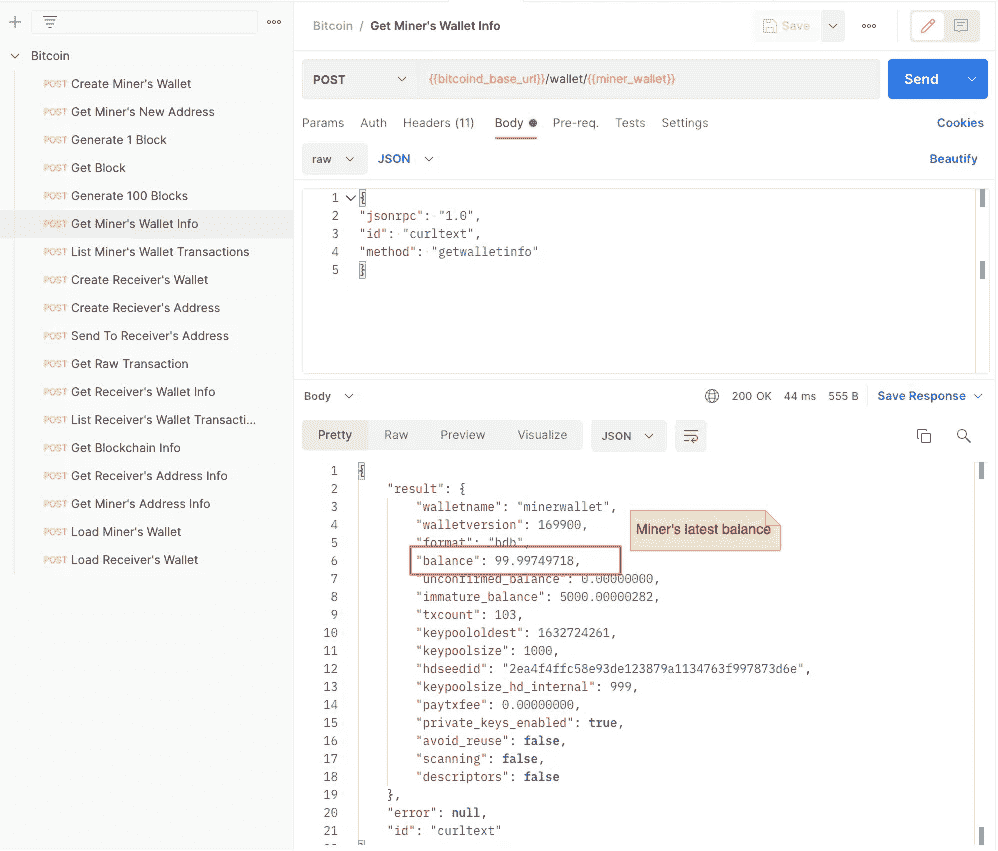 Bitcoin
POST Create Miner's Wallet
POST Get Miner's New Address
POST Generate 1 Block
POST Get Block
POST Generate 100 Blocks
POST Get Miner's Wallet Info
POST List Miner's Wallet Transactions
POST Create Receiver's Wallet
POST Create Reciever's Address
POST Send To Receiver's Address
POST Get Raw Transaction
POST Get Receiver's Wallet Info
POST List Receiver's Wallet Transacti...
POST Get Blockchain Info
POST Get Receiver's Address Info
POST Get Miner's Address Info
POST Load Miner's Wallet
POST Load Receiver's Wallet
Bitcoin / Get Miner's Wallet Info
Save
POST {{bitcoind_base_url}}/wallet/{{miner_wallet}}
Send
Params Auth Headers (11) Body Pre-req. Tests Settings Cookies
raw JSON Beautify
1 {
2 "jsonrpc": "1.0",
3 "id": "curltext",
4 "method": "getwalletinfo"
5 }
Body 200 OK 44 ms 555 B Save Response
Pretty Raw Preview Visualize JSON
1 {
2 "result": {
3 "walletname": "minerwallet",
4 "walletversion": 169900,
5 "format": "bdb",
6 "balance": 99.99749718,
7 "unconfirmed_balance": 0.00000000,
8 "immature_balance": 5000.00000282,
9 "txcount": 103,
10 "keypoololdest": 1632724261,
11 "keypoolsize": 1000,
12 "hdseedid": "2ea4f4ffc58e93de123879a1134763f997873d6e",
13 "keypoolsize_hd_internal": 999,
14 "paytxfee": 0.00000000,
15 "private_keys_enabled": true,
16 "avoid_reuse": false,
17 "scanning": false,
18 "descriptors": false
19 },
20 "error": null,
21 "id": "curltext"
Miner's latest balance